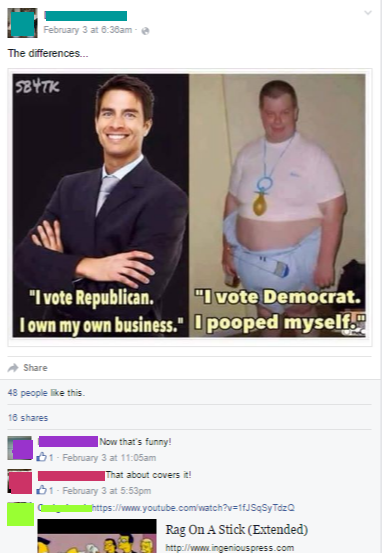 February 3 at 6:36am ·
The differences...
SB4TK
"I vote Republican.
I own my own business."
"I vote Democrat.
I pooped myself."
Share
48 people like this.
16 shares
Now that's funny!
1 · February 3 at 11:05am
That about covers it!
1 · February 3 at 5:53pm
https://www.youtube.com/watch?v=1fJSqSyTdzQ
Rag On A Stick (Extended)
http://www.ingeniouspress.com